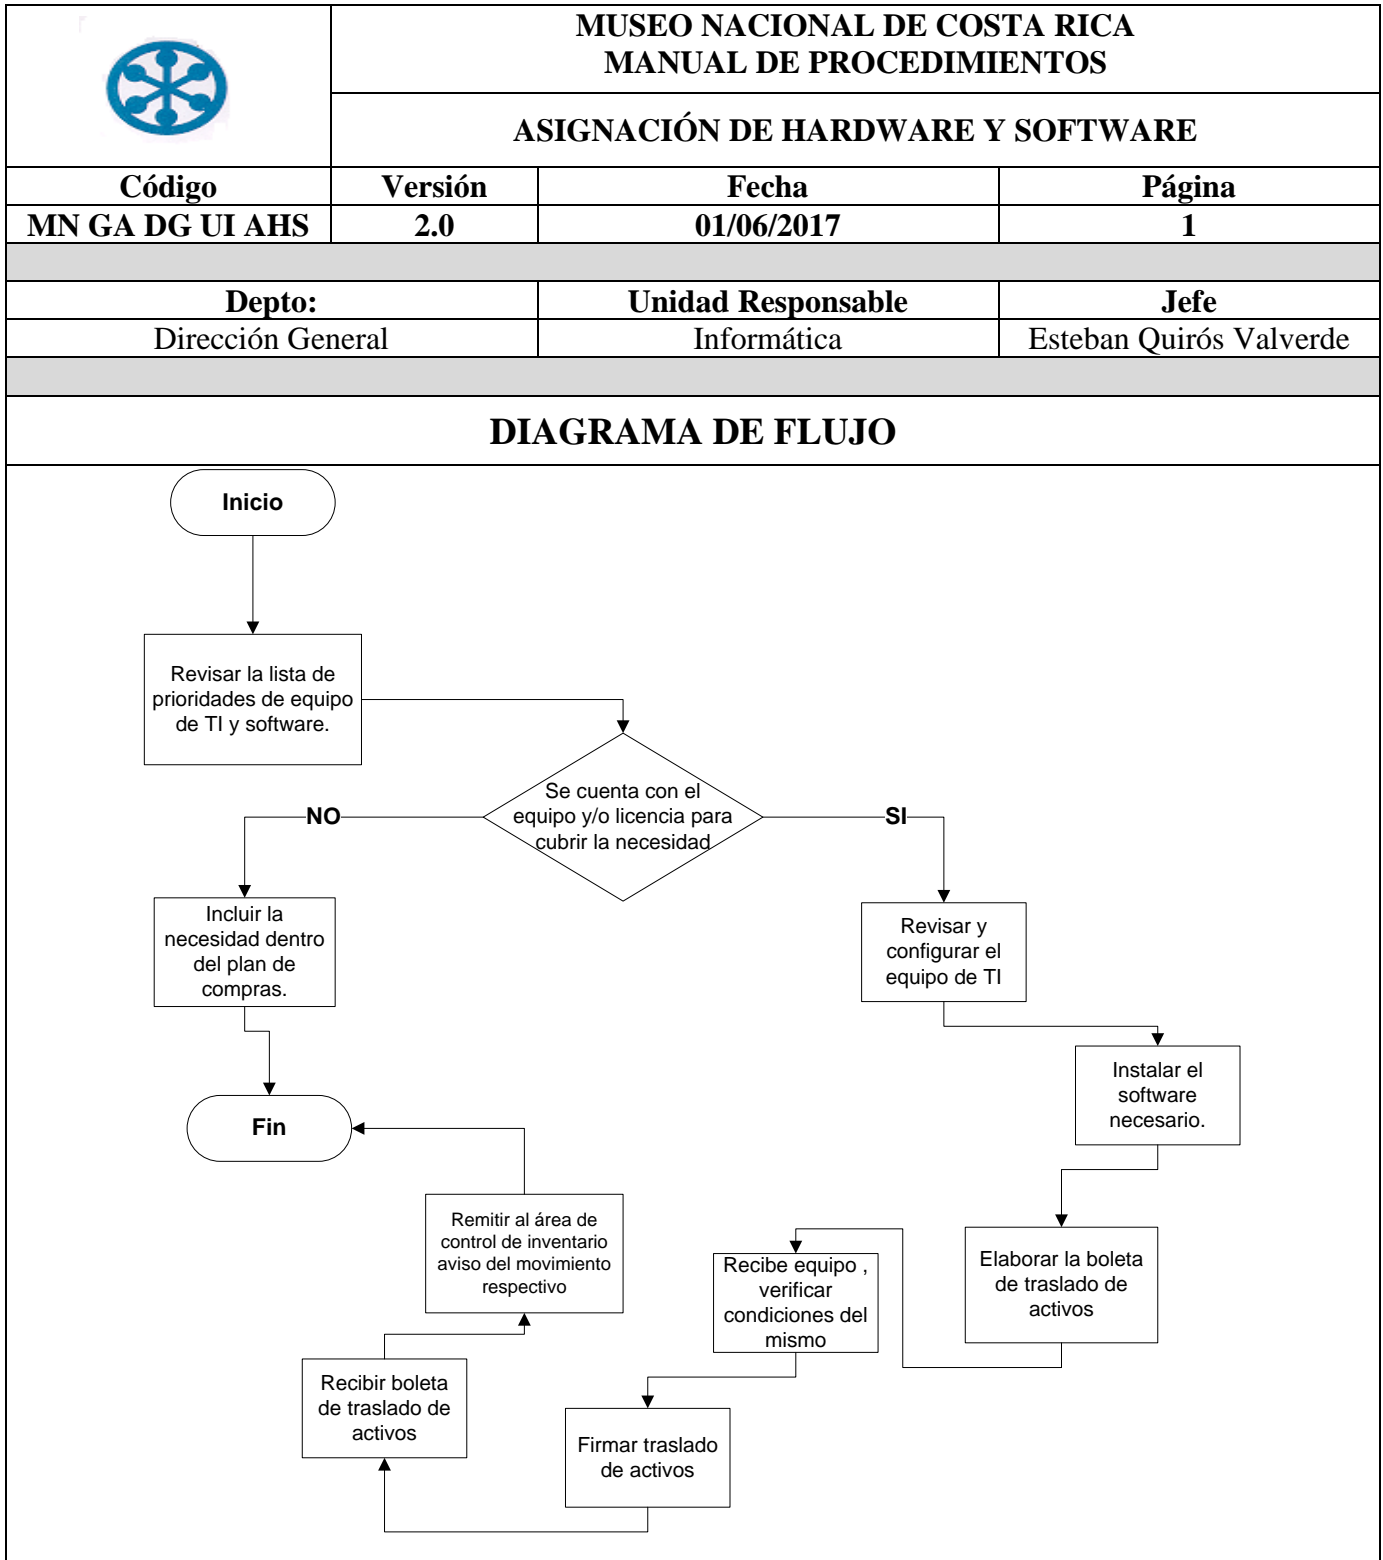 MUSEO NACIONAL DE COSTA RICA
MANUAL DE PROCEDIMIENTOS
ASIGNACIÓN DE HARDWARE Y SOFTWARE
Código Versión Fecha Página
MN GA DG UI AHS 2.0 01/06/2017 1
Depto: Unidad Responsable Jefe
Dirección General Informática Esteban Quirós Valverde
DIAGRAMA DE FLUJO
Inicio
Revisar la lista de
prioridades de equipo
de TI y software.
Se cuenta con el
equipo y/o licencia para
cubrir la necesidad
NO
SI
Incluir la
necesidad dentro
del plan de
compras.
Revisar y
configurar el
equipo de TI
Instalar el
software
necesario.
Fin
Elaborar la boleta
de traslado de
activos
Recibe equipo ,
verificar
condiciones del
mismo
Remitir al área de
control de inventario
aviso del movimiento
respectivo
Recibir boleta
de traslado de
activos
Firmar traslado
de activos